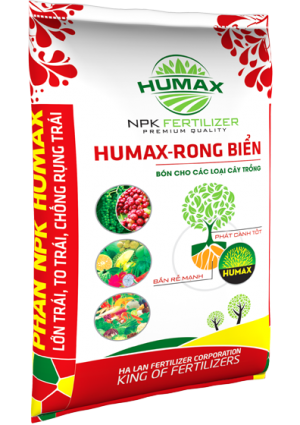 HUMAX
NPK FERTILIZER
PREMIUM QUALITY
HUMAX-RONG BIỂN
BÓN CHO CÁC LOẠI CÂY TRỒNG
PHÁT CÀNH TỐT
BẮN RỄ MẠNH
HUMAX
HA LAN FERTILIZER CORPORATION
KING OF FERTILIZERS
PHÂN NPK HUMAX
LỚN TRÁI, TO TRÁI, CHỐNG RỤNG TRÁI